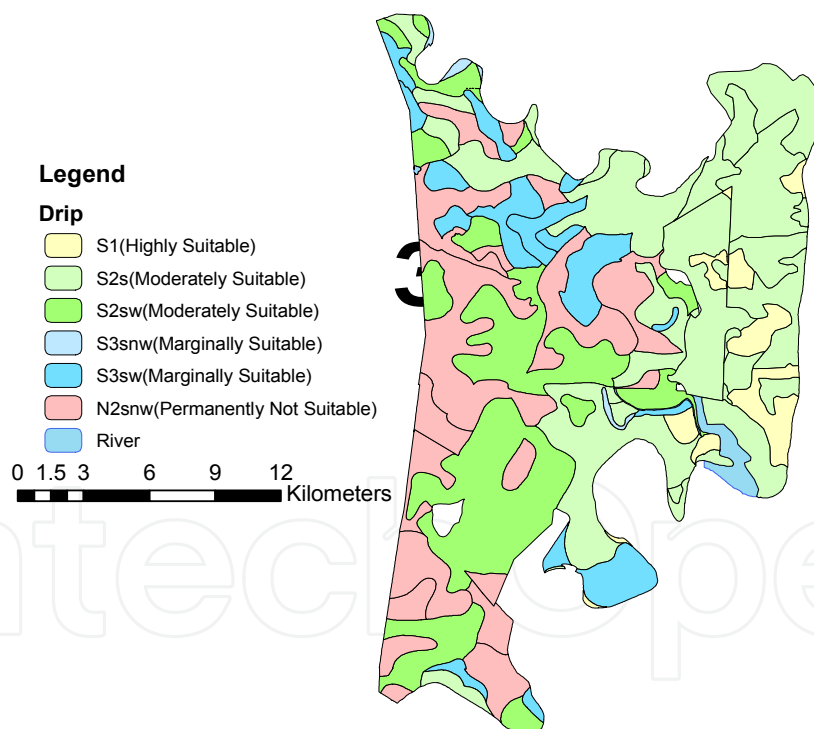 Legend
Drip
S1(Highly Suitable)
S2s(Moderately Suitable)
S2sw(Moderately Suitable)
S3snw(Marginally Suitable)
S3sw(Marginally Suitable)
N2snw(Permanently Not Suitable)
River
0 1.5 3 6 9 12
Kilometers
3